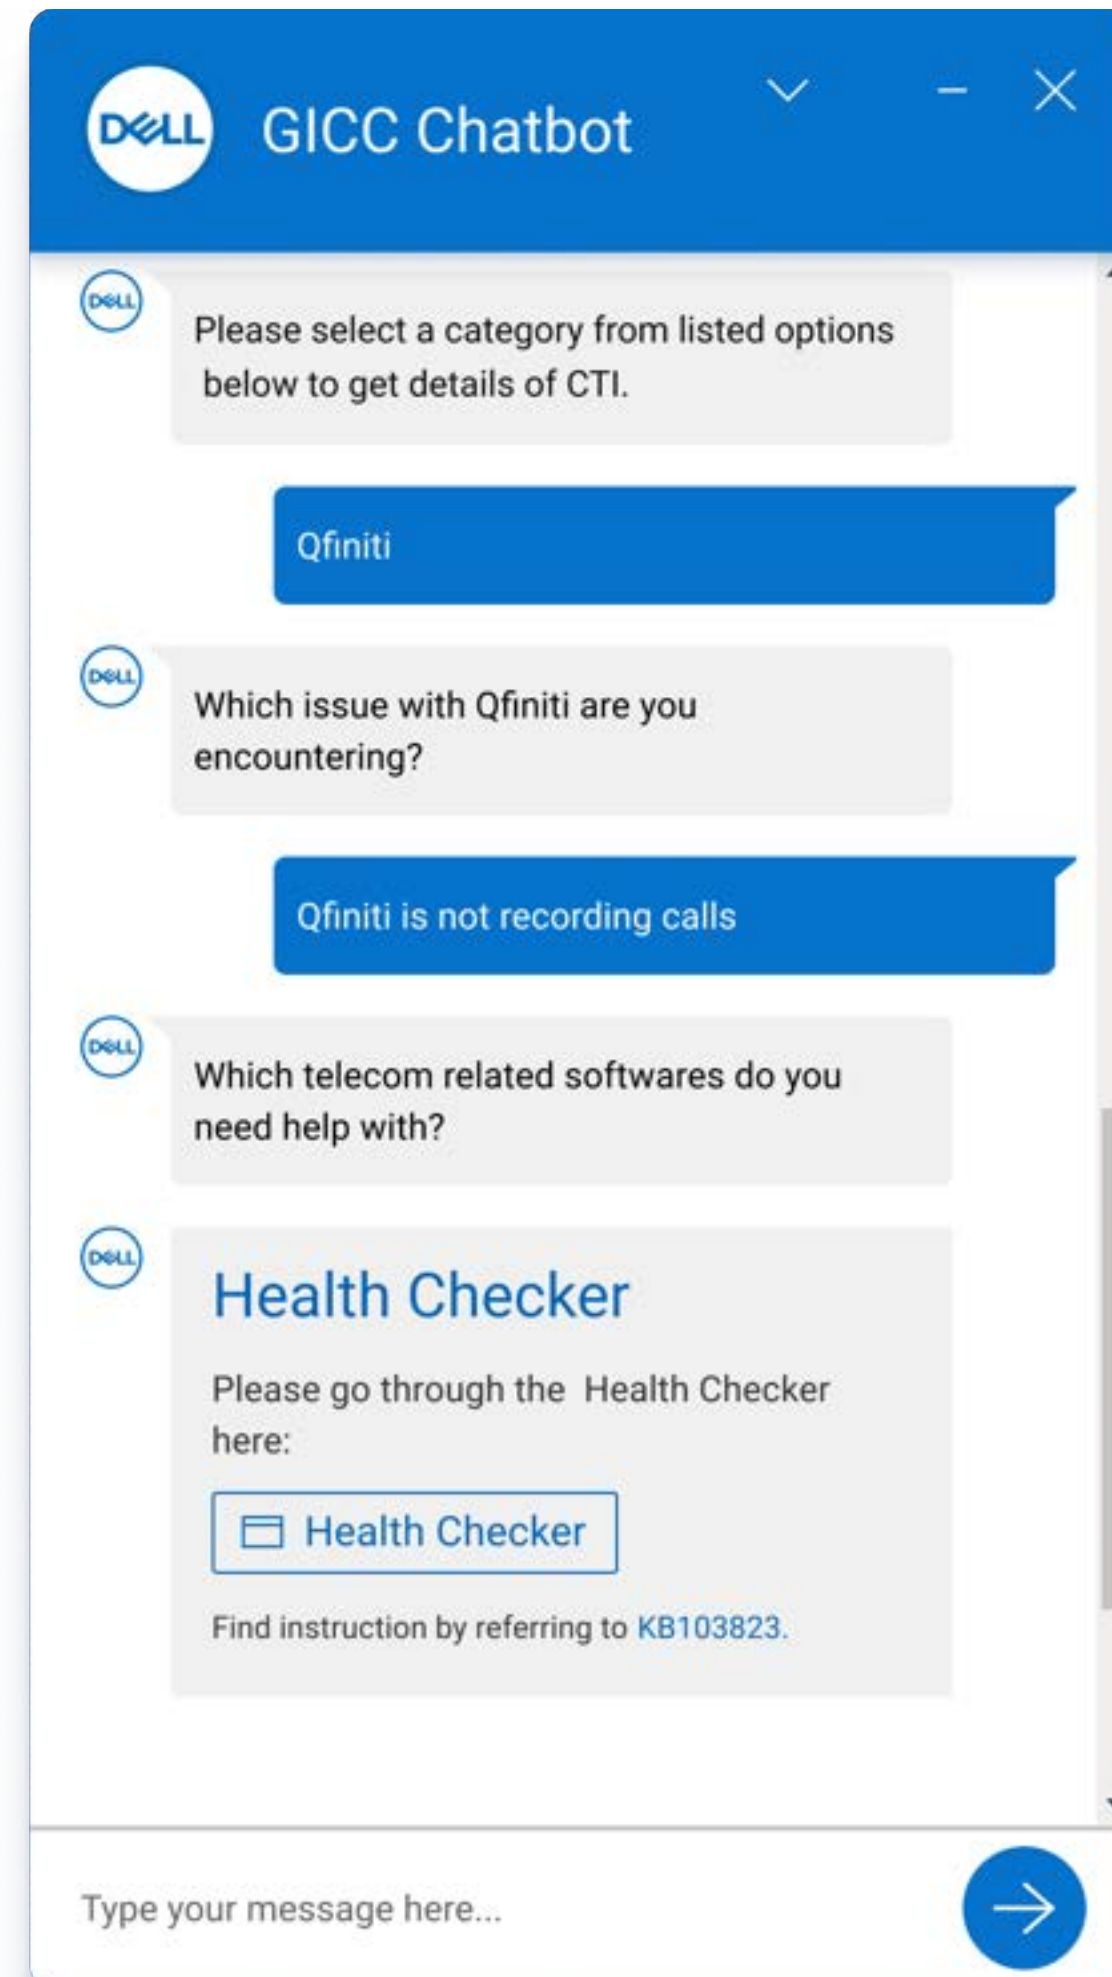 DELL
GICC Chatbot
DELL
Please select a category from listed options
below to get details of CTI.
Qfiniti
DELL
Which issue with Qfiniti are you
encountering?
Qfiniti is not recording calls
DELL
Which telecom related softwares do you
need help with?
DELL
Health Checker
Please go through the Health Checker
here:
Health Checker
Find instruction by referring to KB103823.
Type your message here...